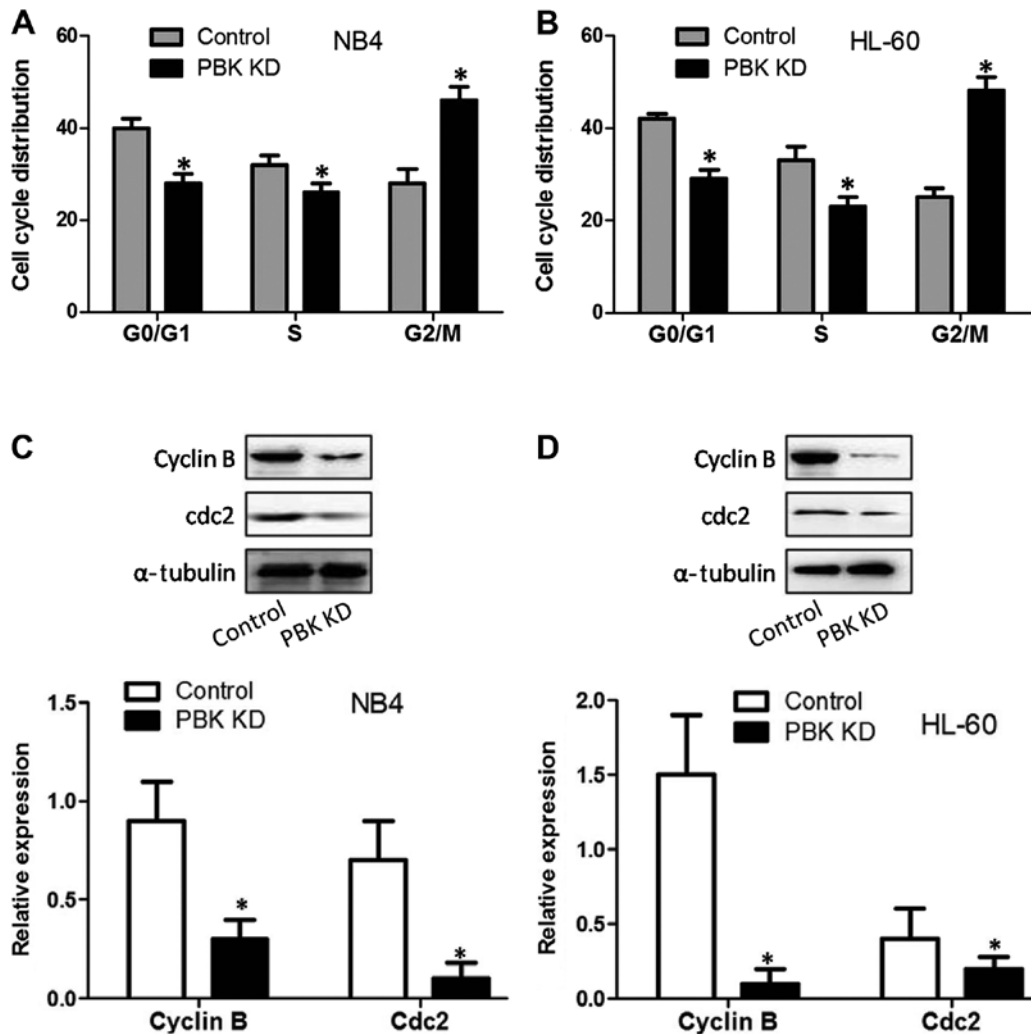 A
Control
PBK KD
NB4
Cell cycle distribution
60
40
20
0
*
*
*
G0/G1
S
G2/M
B
Control
PBK KD
HL-60
Cell cycle distribution
60
40
20
0
*
*
*
G0/G1
S
G2/M
C
Cyclin B
cdc2
α-tubulin
Control
PBK KD
Control
PBK KD
NB4
Relative expression
1.5
1.0
0.5
0.0
*
*
Cyclin B
Cdc2
D
Cyclin B
cdc2
α-tubulin
Control
PBK KD
Control
PBK KD
HL-60
Relative expression
2.0
1.5
1.0
0.5
0.0
*
*
Cyclin B
Cdc2